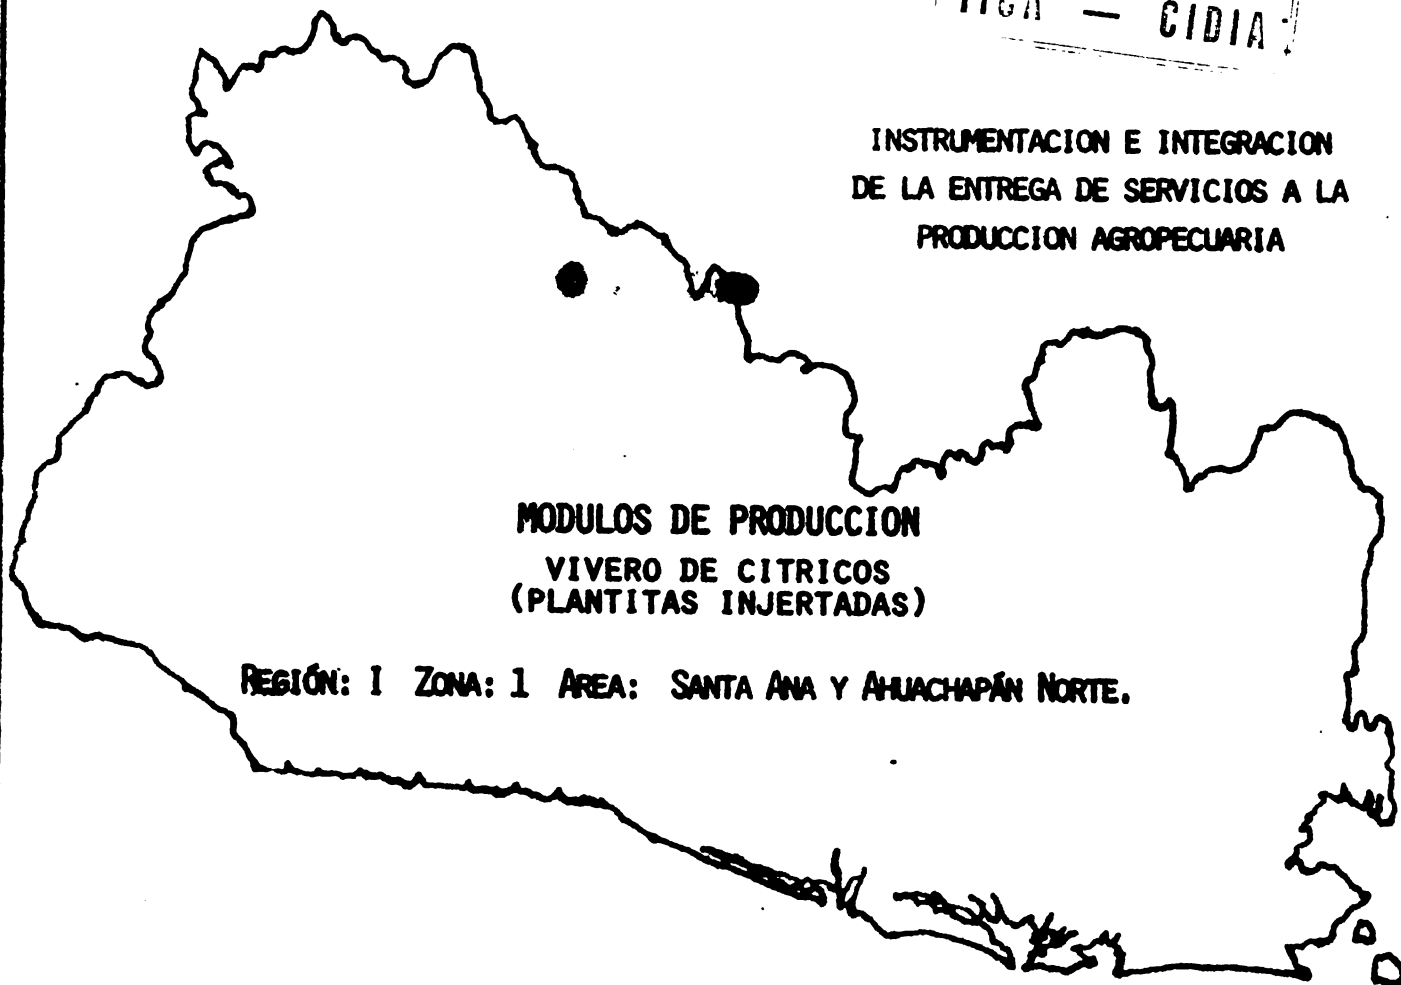 — CIDIA
INSTRUMENTACION E INTEGRACION
DE LA ENTREGA DE SERVICIOS A LA
PRODUCCION AGROPECUARIA
MODULOS DE PRODUCCION
VIVERO DE CITRICOS
(PLANTITAS INJERTADAS)
REGIÓN: I ZONA: 1 AREA: SANTA ANA Y AHUACHAPÁN NORTE.